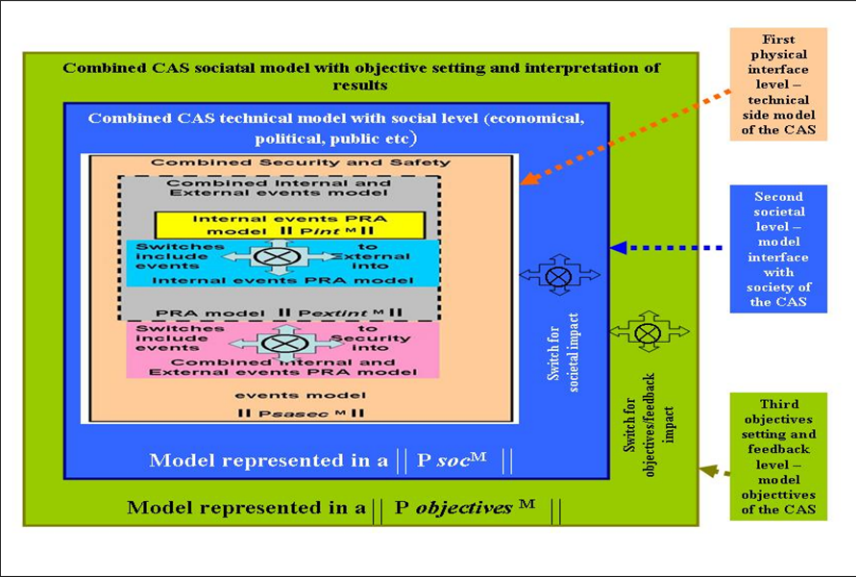 Combined CAS sociatal model with objective setting and interpretation of
results
Combined CAS technical model with social level (economical,
political, public etc)
Combined Security and Safety
Combined Internal and
External events model
Internal events PRA
model || Pint M ||
Switches to
include External
events into
Internal events PRA model
PRA model || Pextint M ||
Switches to
include Security
events into
Combined Internal and
External events PRA model
events model
|| Psasec M ||
Model represented in a || P soc M ||
Model represented in a || P objectives M ||
Switch for
societal impact
Switch for
objectives/feedback
impact
First
physical
interface
level –
technical
side model
of the CAS
Second
societal
level –
model
interface
with
society of
the CAS
Third
objectives
setting and
feedback
level –
model
objecttives
of the CAS